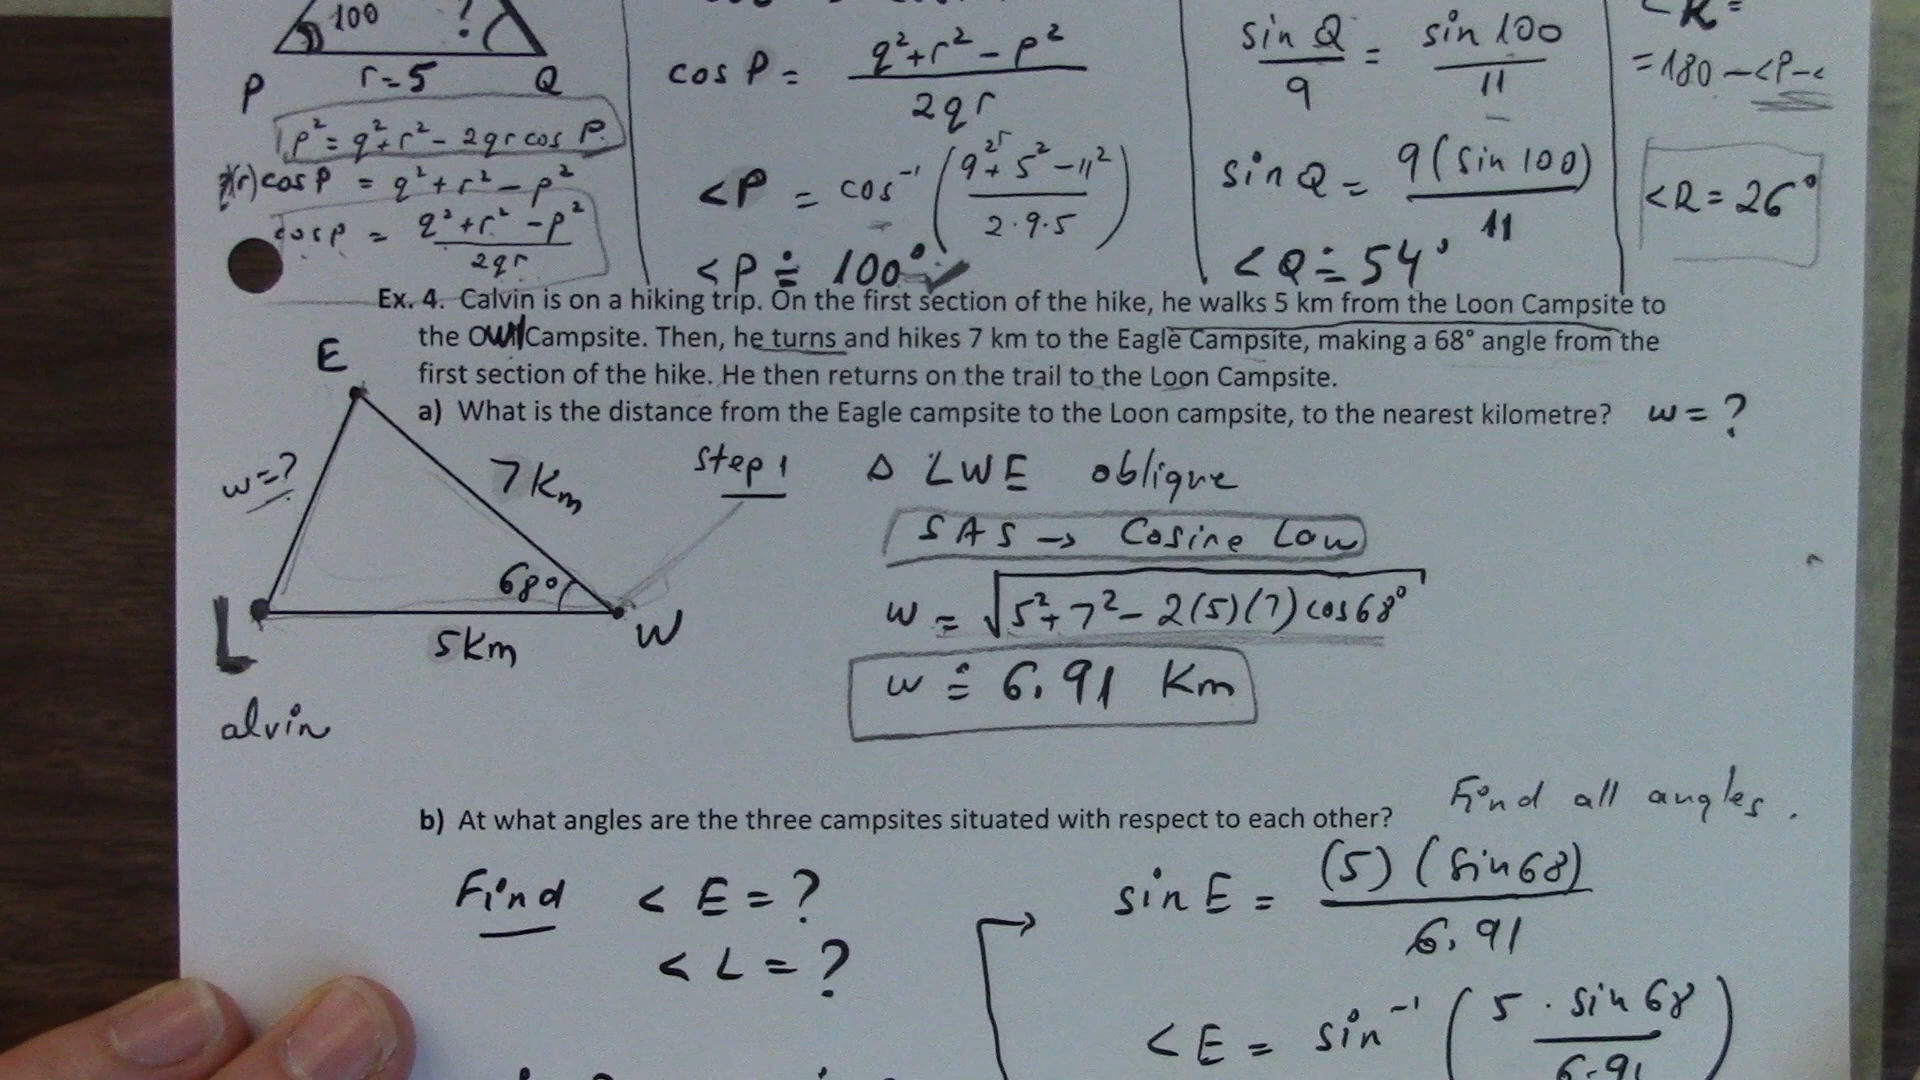 100 ?
P r=5 Q
p² = q²+r² - 2qr cos P
cos P = q²+r²-p²
cos P = q²+r²-p² / 2qr
cos P = q²+r²-p² / 2qr
<P = cos⁻¹ (9²+5²-11² / 2·9·5)
<P ≐ 100° ✓
sin Q / 9 = sin 100 / 11
sin Q = 9(sin 100) / 11
<Q ≐ 54°
<R =
= 180 - <P - <
<R = 26°
Ex. 4. Calvin is on a hiking trip. On the first section of the hike, he walks 5 km from the Loon Campsite to
the Owl Campsite. Then, he turns and hikes 7 km to the Eagle Campsite, making a 68° angle from the
first section of the hike. He then returns on the trail to the Loon Campsite.
a) What is the distance from the Eagle campsite to the Loon campsite, to the nearest kilometre? w = ?
E
w=? 7 Km
68°
L 5 Km W
alvin
Step 1 Δ LWE oblique
SAS → Cosine Law
w = √5²+7²-2(5)(7)cos68°
w ≐ 6.91 Km
b) At what angles are the three campsites situated with respect to each other? Find all angles.
Find <E = ?
<L = ?
sin E = (5)(sin68) / 6.91
<E = sin⁻¹ (5·sin68 / 6.91)